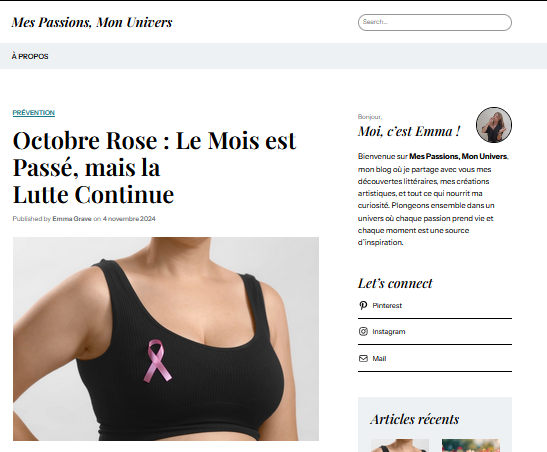 Mes Passions, Mon Univers
Search...
À PROPOS
PRÉVENTION
Octobre Rose : Le Mois est
Passé, mais la
Lutte Continue
Published by Emma Grave on 4 novembre 2024
Bonjour,
Moi, c'est Emma !
Bienvenue sur Mes Passions, Mon Univers,
mon blog où je partage avec vous mes
découvertes littéraires, mes créations
artistiques, et tout ce qui nourrit ma
curiosité. Plongeons ensemble dans un
univers où chaque passion prend vie et
chaque moment est une source
d'inspiration.
Let's connect
Pinterest
Instagram
Mail
Articles récents